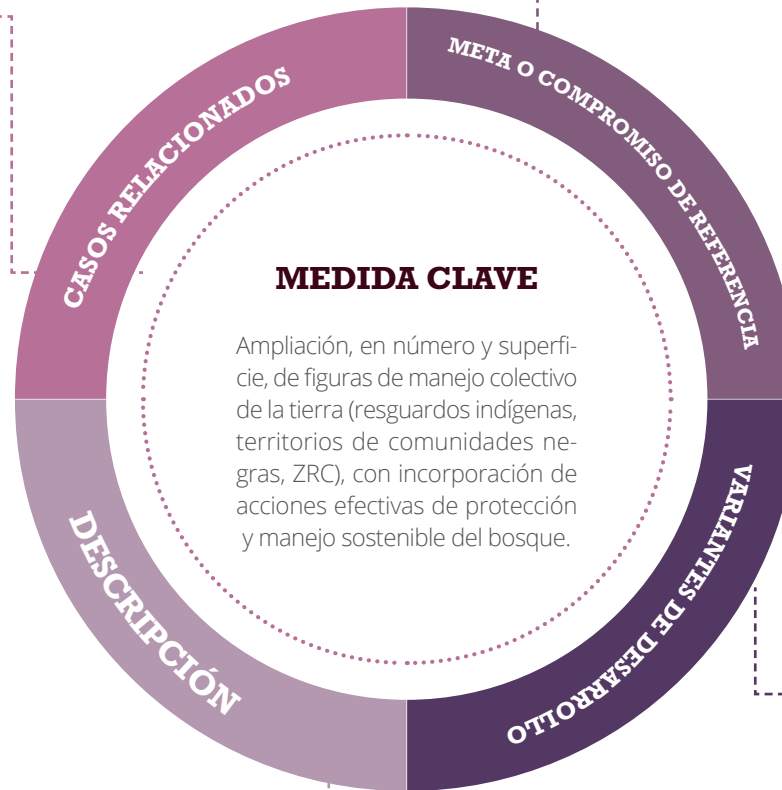 CASOS RELACIONADOS
META O COMPROMISO DE REFERENCIA
MEDIDA CLAVE
Ampliación, en número y superfi-
cie, de figuras de manejo colectivo
de la tierra (resguardos indígenas,
territorios de comunidades ne-
gras, ZRC), con incorporación de
acciones efectivas de protección
y manejo sostenible del bosque.
DESCRIPCIÓN
VARIANTES DE DESARROLLO